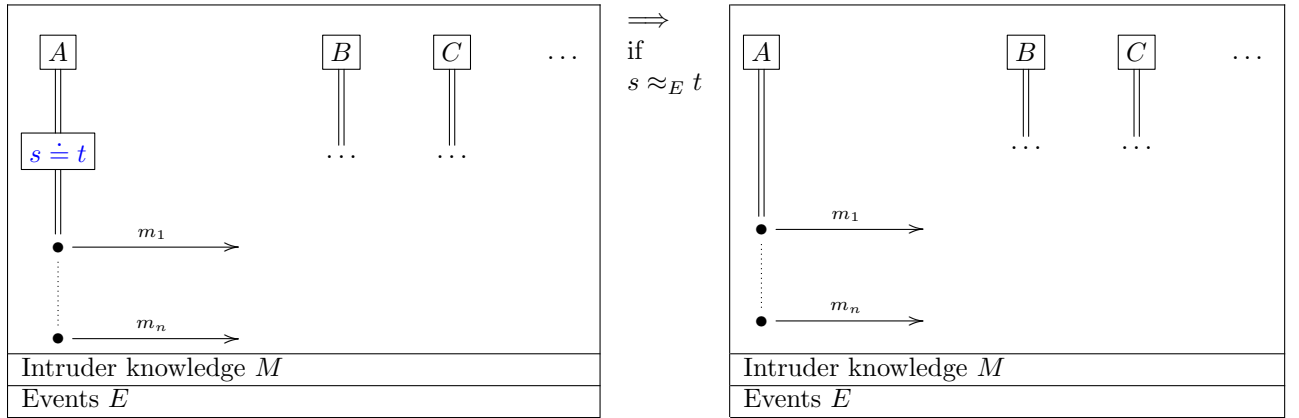 A B C …
s ≐ t
… …
m₁
mₙ
Intruder knowledge M
Events E
⟹
if
s ≈_E t
A B C …
… …
m₁
mₙ
Intruder knowledge M
Events E